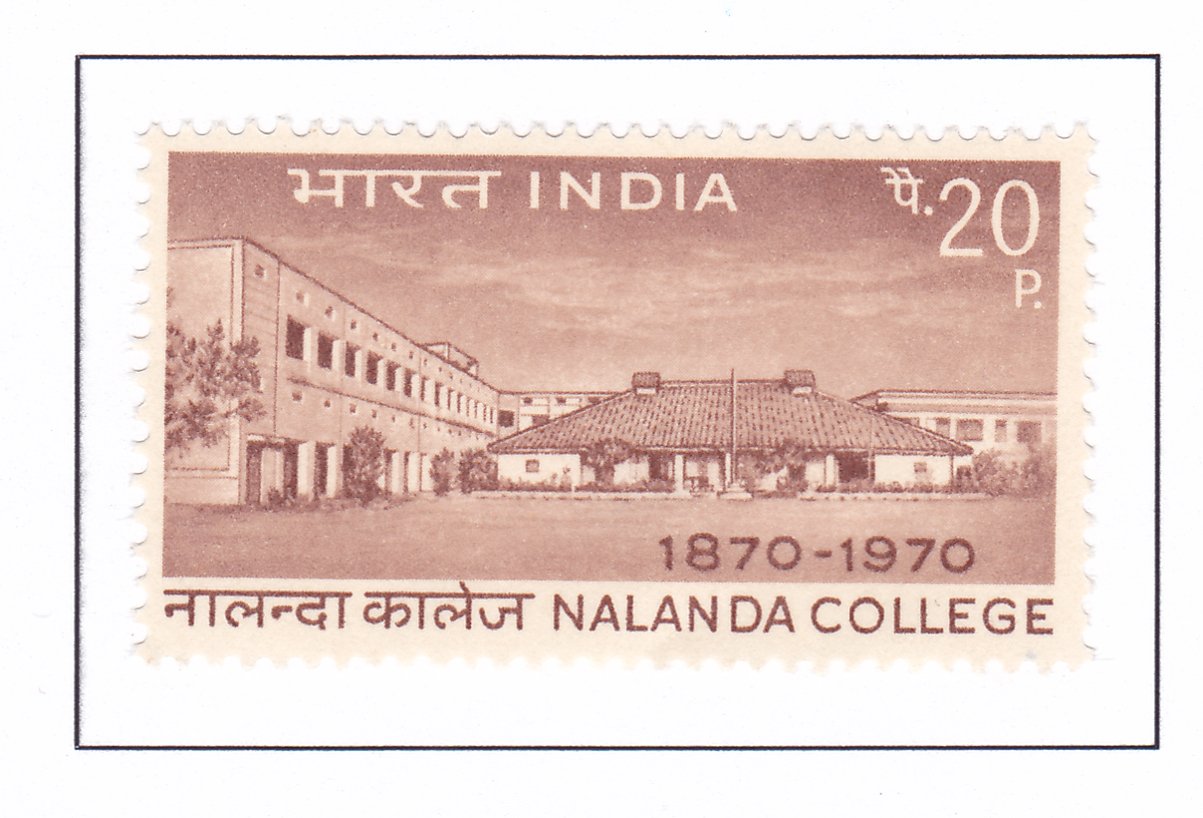 भारत INDIA
पै. 20
P.
1870-1970
नालन्दा कालेज NALANDA COLLEGE